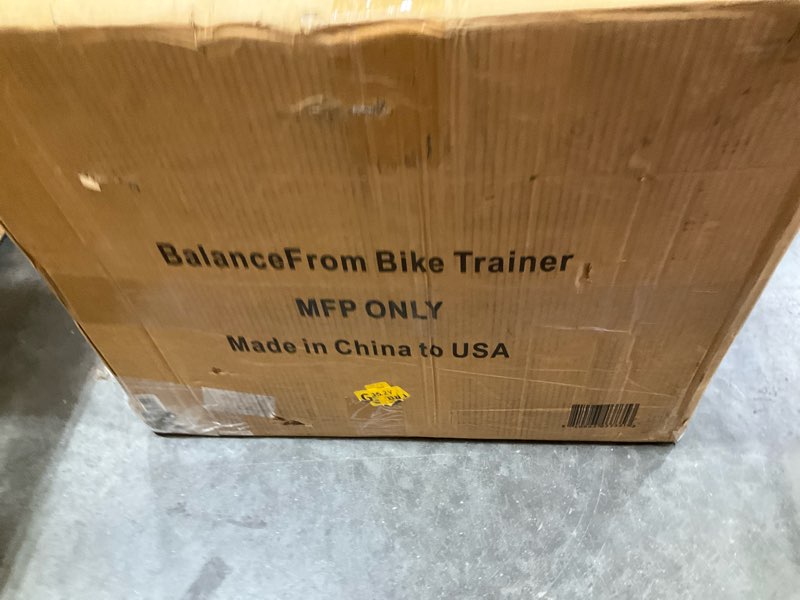 BalanceFrom Bike Trainer
MFP ONLY
Made in China to USA